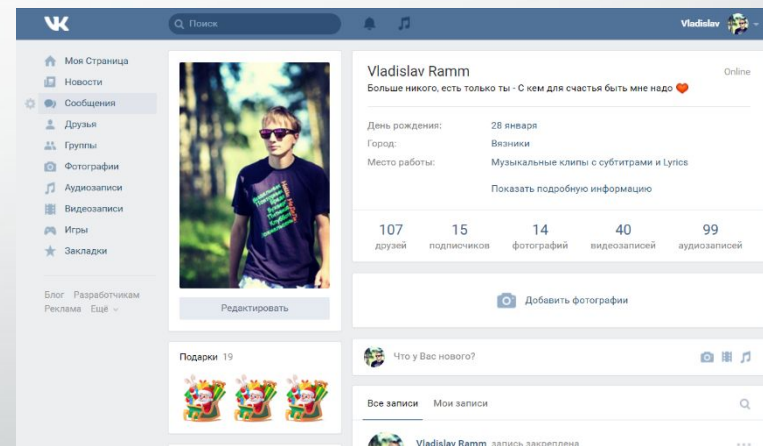 Поиск
Vladislav
Моя Страница
Новости
Сообщения
Друзья
Группы
Фотографии
Аудиозаписи
Видеозаписи
Игры
Закладки
Блог Разработчикам
Реклама Ещё
Редактировать
Подарки 19
Vladislav Ramm
Online
Больше никого, есть только ты - С кем для счастья быть мне надо
День рождения: 28 января
Город: Вязники
Место работы: Музыкальные клипы с субтитрами и Lyrics
Показать подробную информацию
107 15 14 40 99
друзей подписчиков фотографий видеозаписей аудиозаписей
Добавить фотографии
Что у Вас нового?
Все записи Мои записи
Vladislav Ramm запись закреплена